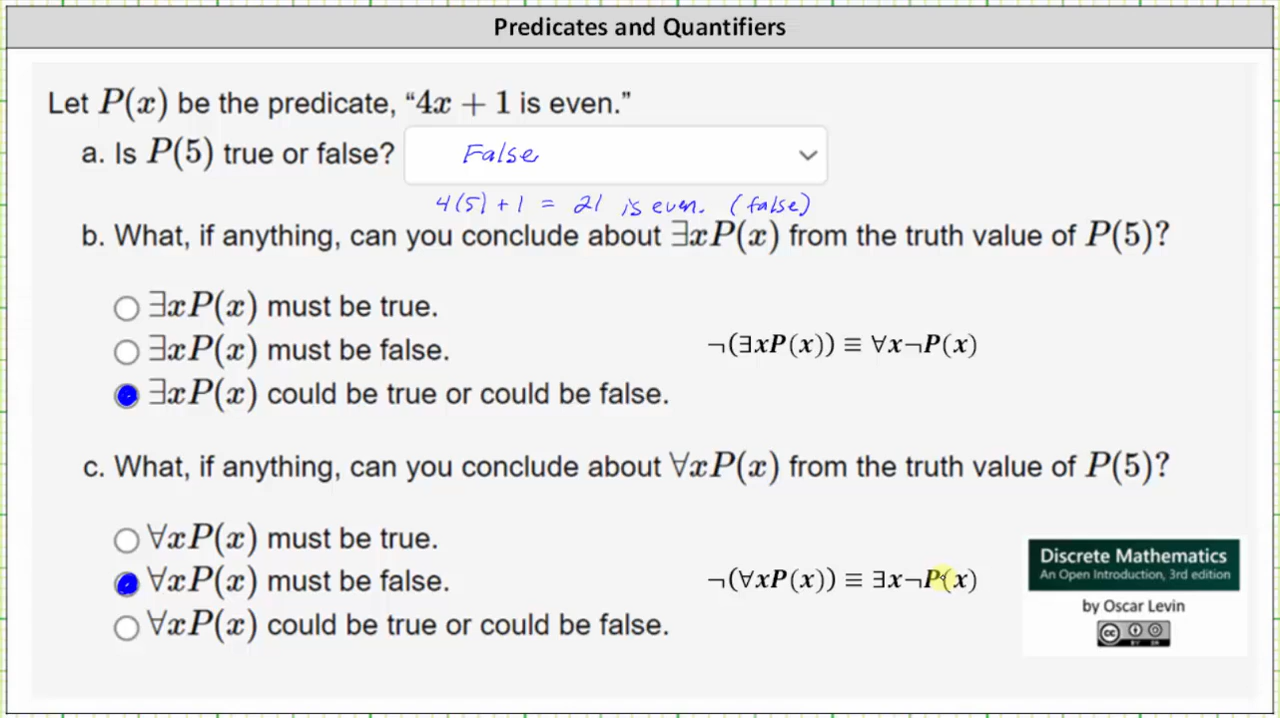 Predicates and Quantifiers
Let P(x) be the predicate, “4x + 1 is even.”
a. Is P(5) true or false? False
4(5) + 1 = 21 is even. (false)
b. What, if anything, can you conclude about ∃xP(x) from the truth value of P(5)?
∃xP(x) must be true.
∃xP(x) must be false.
¬(∃xP(x)) ≡ ∀x¬P(x)
∃xP(x) could be true or could be false.
c. What, if anything, can you conclude about ∀xP(x) from the truth value of P(5)?
∀xP(x) must be true.
∀xP(x) must be false.
¬(∀xP(x)) ≡ ∃x¬P(x)
∀xP(x) could be true or could be false.
Discrete Mathematics
An Open Introduction, 3rd edition
by Oscar Levin